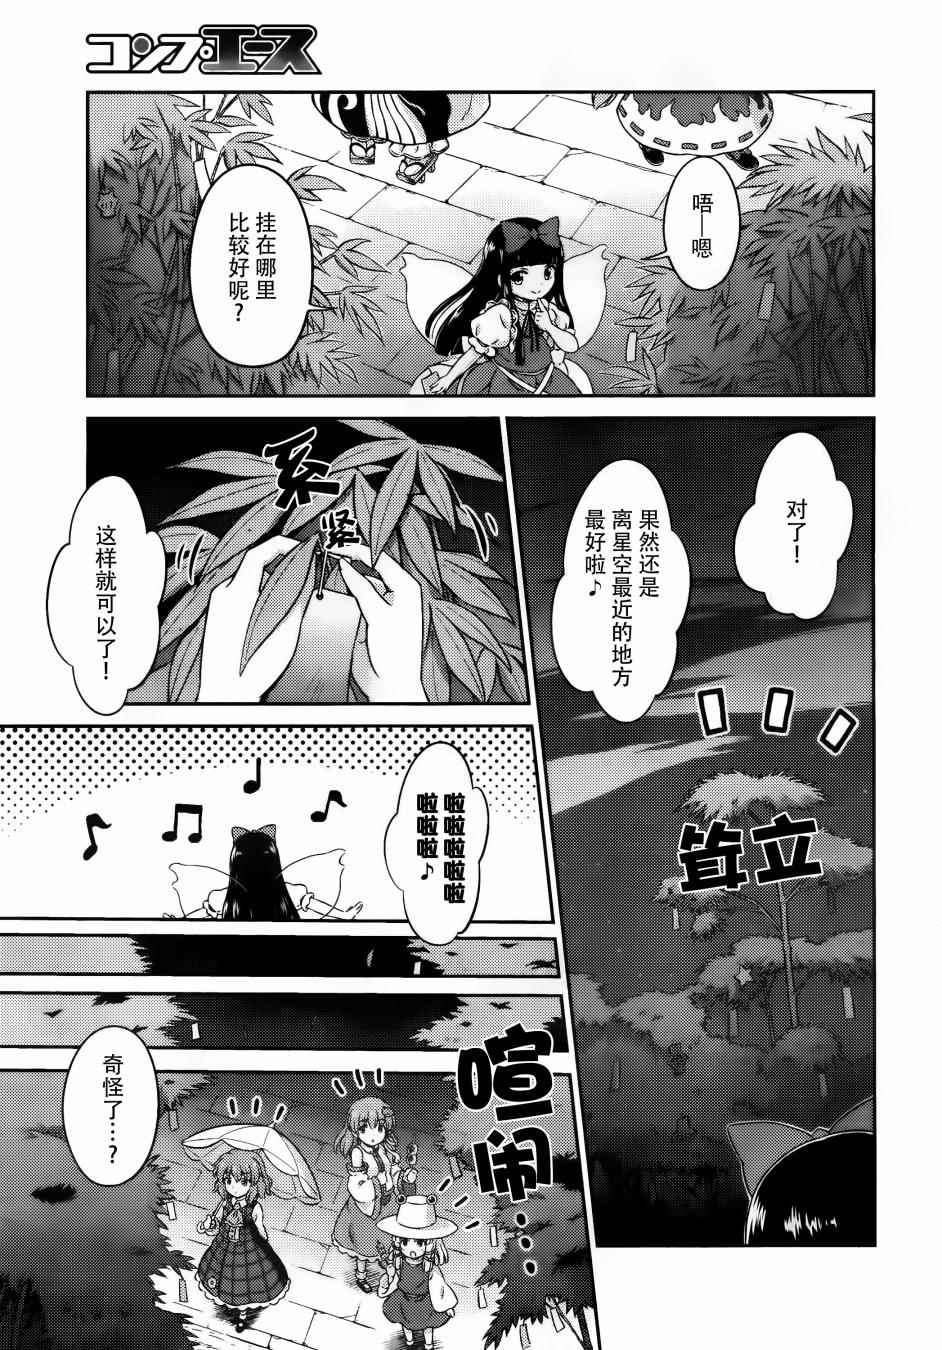 コンプエース
唔—嗯
挂在哪里
比较好呢?
对了!
果然还是
离星空最近的地方
最好啦♪
耸立
系
紧
这样就可以了!
啦啦啦啦
啦啦啦♪
喧闹……
奇怪了…?